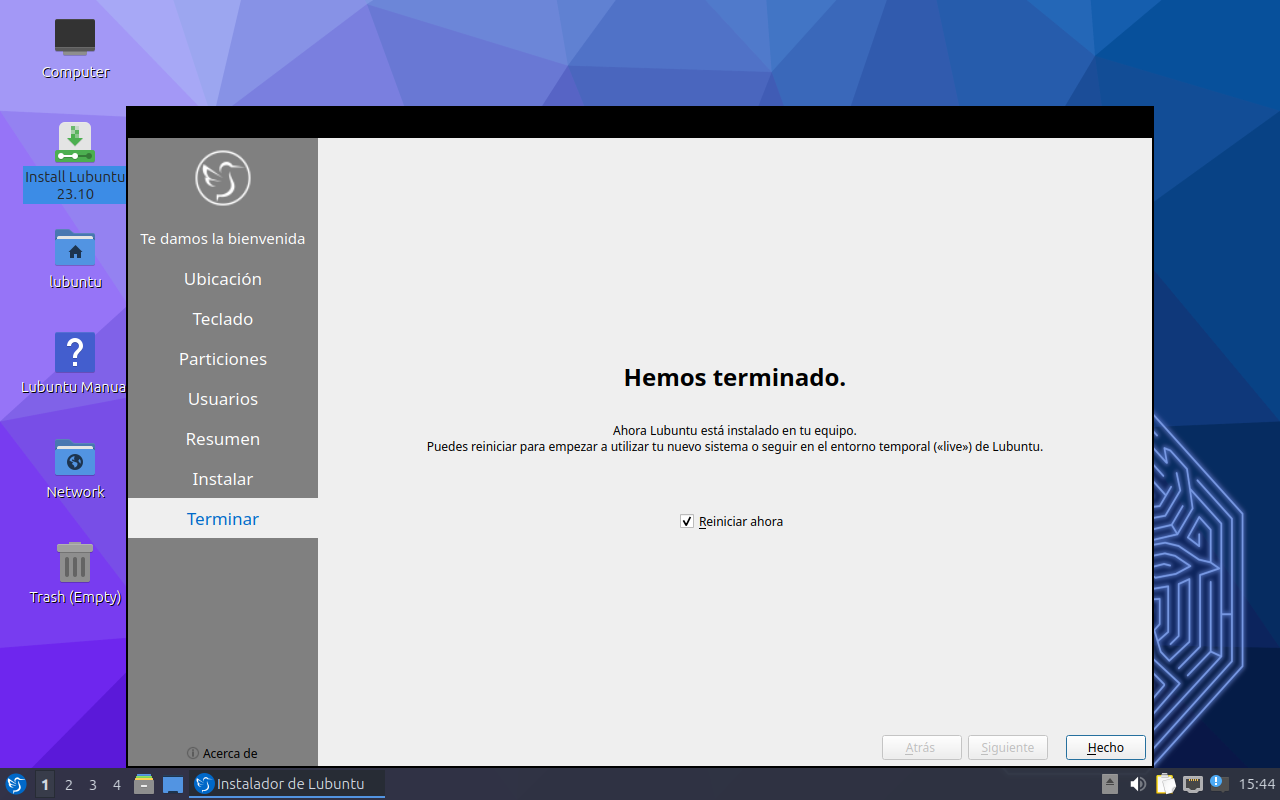 Computer
Install Lubuntu
23.10
lubuntu
Lubuntu Manua
Network
Trash (Empty)
Te damos la bienvenida
Ubicación
Teclado
Particiones
Usuarios
Resumen
Instalar
Terminar
Acerca de
Hemos terminado.
Ahora Lubuntu está instalado en tu equipo.
Puedes reiniciar para empezar a utilizar tu nuevo sistema o seguir en el entorno temporal («live») de Lubuntu.
Reiniciar ahora
Atrás Siguiente Hecho
1 2 3 4 Instalador de Lubuntu 15:44